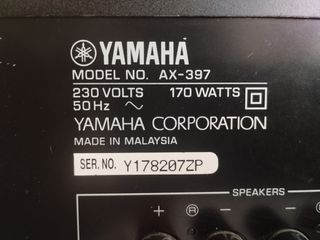 YAMAHA
MODEL NO. AX-397
230 VOLTS 170 WATTS
50 Hz ~
YAMAHA CORPORATION
MADE IN MALAYSIA
SER. NO. Y178207ZP
SPEAKERS
+ R - - L +